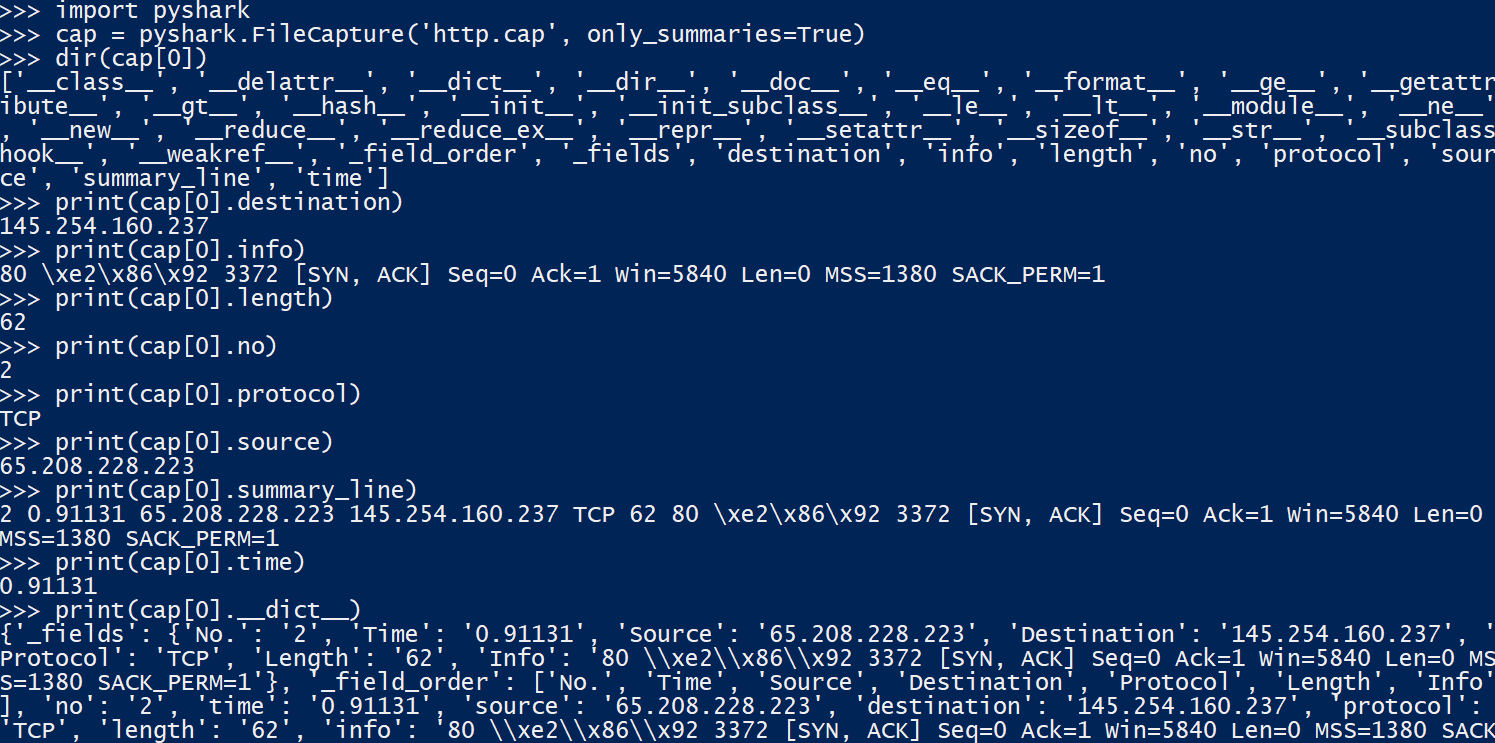 >>> import pyshark
>>> cap = pyshark.FileCapture('http.cap', only_summaries=True)
>>> dir(cap[0])
['__class__', '__delattr__', '__dict__', '__dir__', '__doc__', '__eq__', '__format__', '__ge__', '__getattr
ibute__', '__gt__', '__hash__', '__init__', '__init_subclass__', '__le__', '__lt__', '__module__', '__ne__'
, '__new__', '__reduce__', '__reduce_ex__', '__repr__', '__setattr__', '__sizeof__', '__str__', '__subclass
hook__', '__weakref__', '_field_order', '_fields', 'destination', 'info', 'length', 'no', 'protocol', 'sour
ce', 'summary_line', 'time']
>>> print(cap[0].destination)
145.254.160.237
>>> print(cap[0].info)
80 \xe2\x86\x92 3372 [SYN, ACK] Seq=0 Ack=1 Win=5840 Len=0 MSS=1380 SACK_PERM=1
>>> print(cap[0].length)
62
>>> print(cap[0].no)
2
>>> print(cap[0].protocol)
TCP
>>> print(cap[0].source)
65.208.228.223
>>> print(cap[0].summary_line)
2 0.91131 65.208.228.223 145.254.160.237 TCP 62 80 \xe2\x86\x92 3372 [SYN, ACK] Seq=0 Ack=1 Win=5840 Len=0
MSS=1380 SACK_PERM=1
>>> print(cap[0].time)
0.91131
>>> print(cap[0].__dict__)
{'_fields': {'No.': '2', 'Time': '0.91131', 'Source': '65.208.228.223', 'Destination': '145.254.160.237', '
Protocol': 'TCP', 'Length': '62', 'Info': '80 \\xe2\\x86\\x92 3372 [SYN, ACK] Seq=0 Ack=1 Win=5840 Len=0 MS
S=1380 SACK_PERM=1'}, '_field_order': ['No.', 'Time', 'Source', 'Destination', 'Protocol', 'Length', 'Info'
], 'no': '2', 'time': '0.91131', 'source': '65.208.228.223', 'destination': '145.254.160.237', 'protocol':
'TCP', 'length': '62', 'info': '80 \\xe2\\x86\\x92 3372 [SYN, ACK] Seq=0 Ack=1 Win=5840 Len=0 MSS=1380 SACK